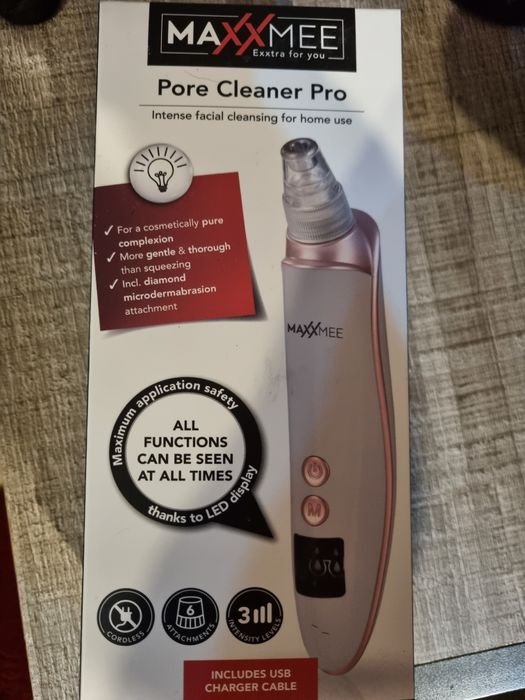 MAXXMEE
Exxtra for you
Pore Cleaner Pro
Intense facial cleansing for home use
✓ For a cosmetically pure
complexion
✓ More gentle & thorough
than squeezing
✓ Incl. diamond
microdermabrasion
attachment
MAXXMEE
Maximum application safety
ALL
FUNCTIONS
CAN BE SEEN
AT ALL TIMES
thanks to LED display
M
CORDLESS
6
ATTACHMENTS
3
INTENSITY LEVELS
INCLUDES USB
CHARGER CABLE